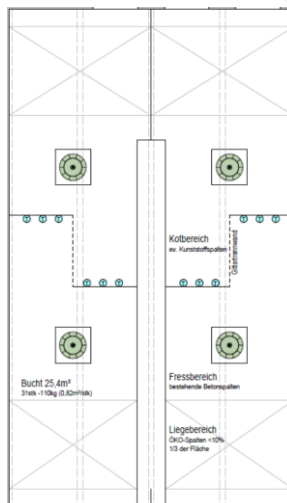 Kotbereich
ev. Kunststoffspalten
Gittertrennwand
Bucht 25,4m²
31stk -110kg (0,82m²/stk)
Fressbereich
bestehende Betonspalten
Liegebereich
ÖKO-Spalten <10%
1/3 der Fläche